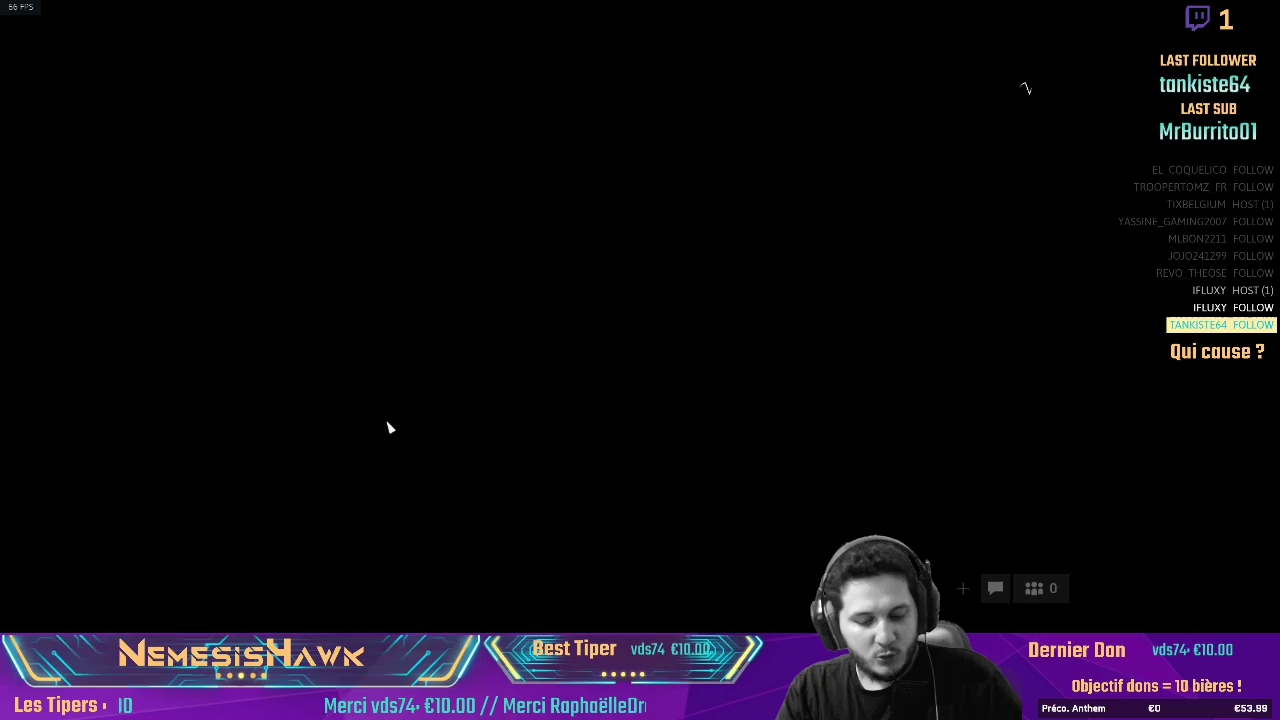 66 FPS
1
LAST FOLLOWER
tankiste64
LAST SUB
MrBurrito01
EL_COQUELICO FOLLOW
TROOPERTOMZ_FR FOLLOW
TIXBELGIUM HOST (1)
YASSINE_GAMING2007 FOLLOW
MLBON2211 FOLLOW
JOJO241299 FOLLOW
REVO_THEOSE FOLLOW
IFLUXY HOST (1)
IFLUXY FOLLOW
TANKISTE64 FOLLOW
Qui cause ?
0
NemesisHawk
Best Tiper vds74 €10.00
Dernier Don vds74• €10.00
Les Tipers •
Merci vds74• €10.00 // Merci RaphaëlleDr
Objectif dons = 10 bières !
Préco. Anthem €0 €53.99